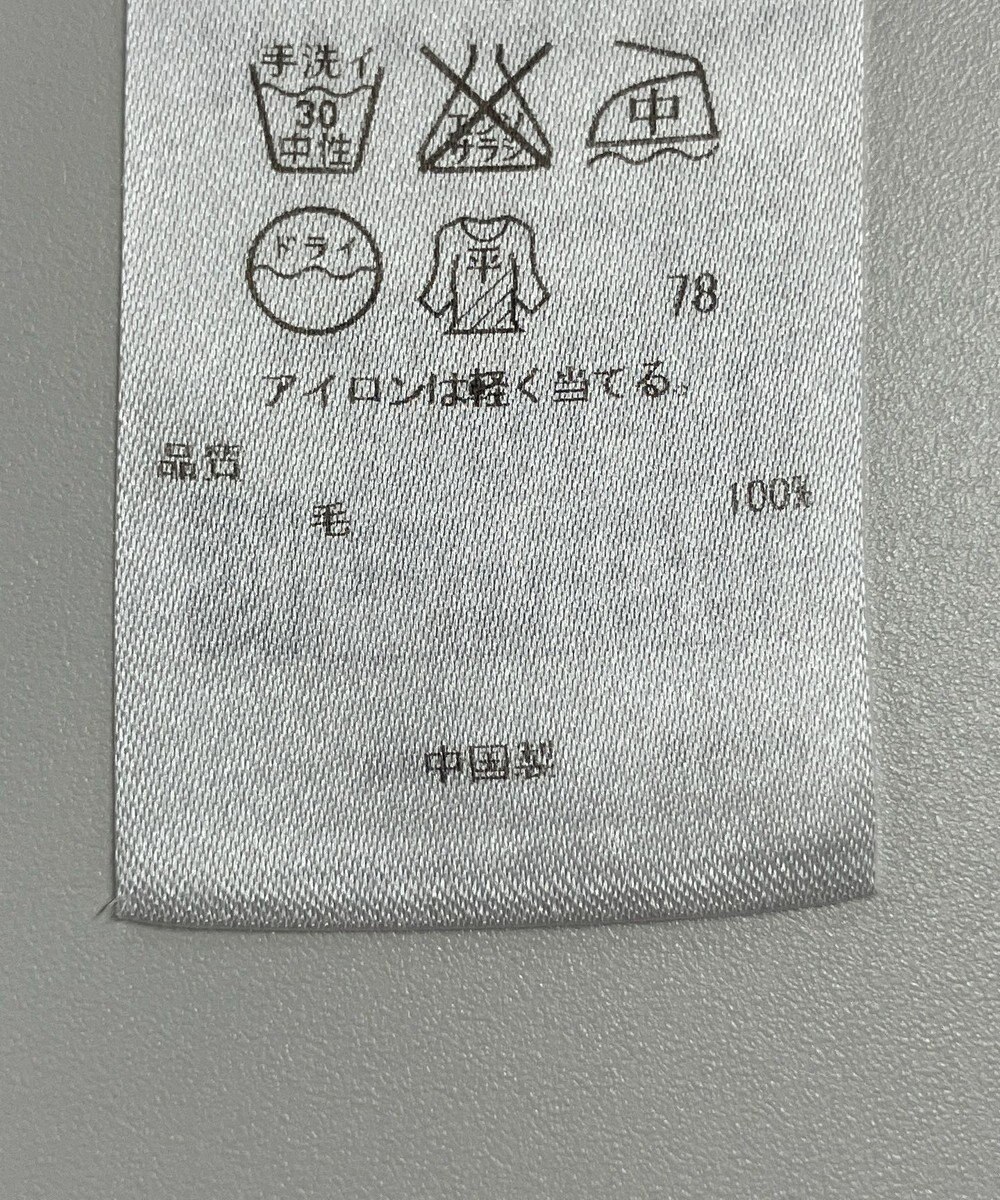 手洗イ
30
中性
エンソ
サラシ
中
ドライ
平
78
アイロンは軽く当てる。
品質
毛 100%
中国製